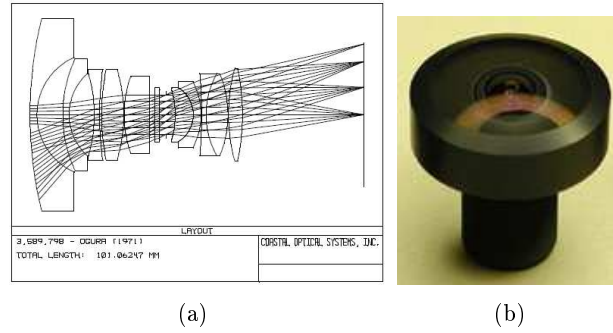 LAYOUT
3,589,798 - OGURA (1971)
TOTAL LENGTH: 101.06247 MM
COASTAL OPTICAL SYSTEMS, INC.
(a)
(b)